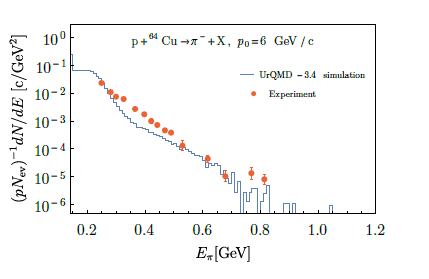 p+⁶⁴Cu→π⁻+X, p₀=6 GeV/c
UrQMD −3.4 simulation
Experiment
(pN_ev)⁻¹dN/dE [c/GeV²]
10⁰
10⁻¹
10⁻²
10⁻³
10⁻⁴
10⁻⁵
10⁻⁶
0.2 0.4 0.6 0.8 1.0 1.2
E_π[GeV]